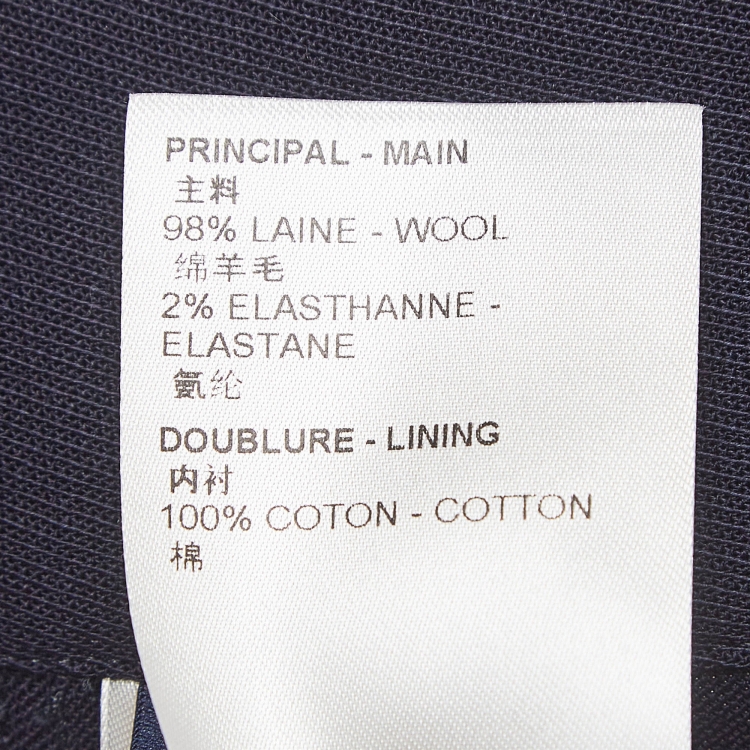 PRINCIPAL - MAIN
主料
98% LAINE - WOOL
绵羊毛
2% ELASTHANNE -
ELASTANE
氨纶
DOUBLURE - LINING
内衬
100% COTON - COTTON
棉